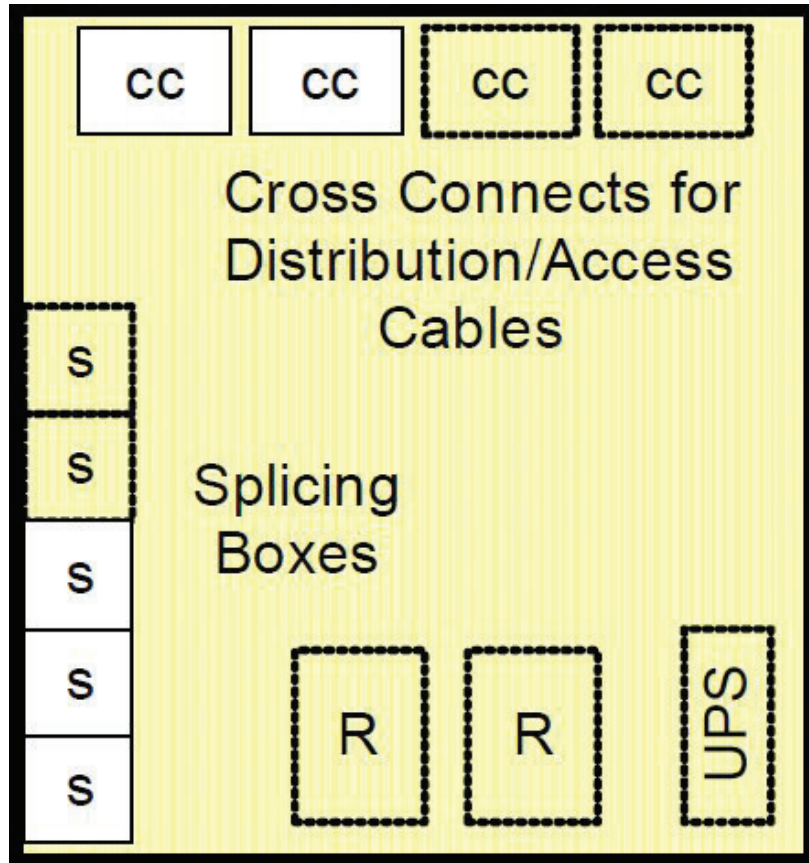 cc cc cc cc
Cross Connects for
Distribution/Access
Cables
s
s
Splicing
Boxes
s
s
s
R R UPS